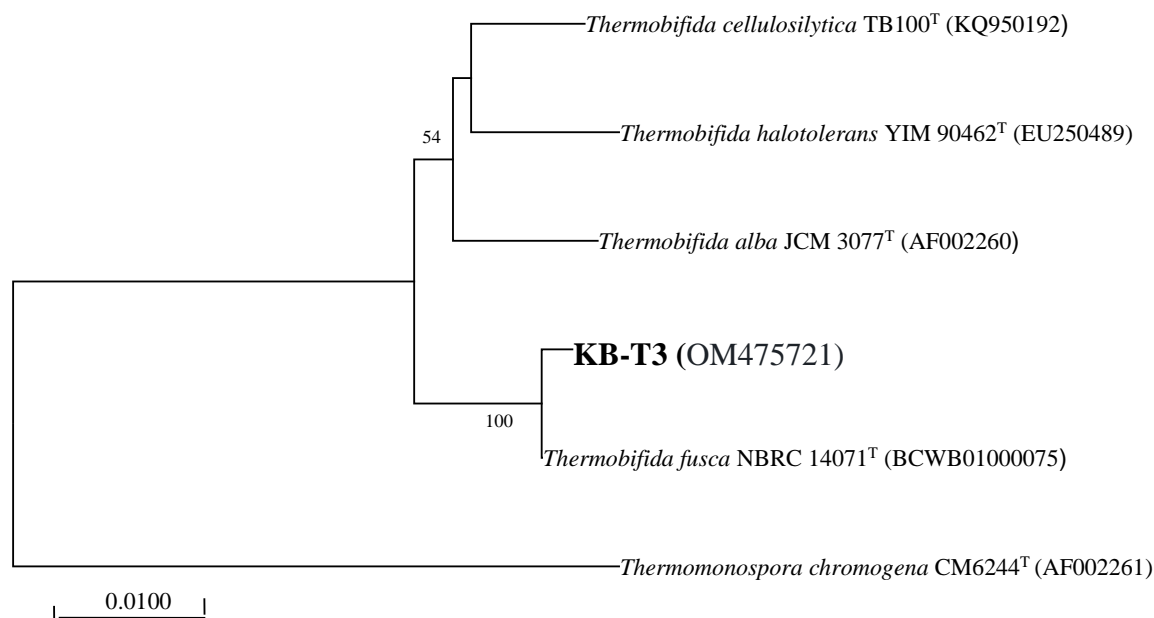 Thermobifida cellulosilytica TB100ᵀ (KQ950192)
54
Thermobifida halotolerans YIM 90462ᵀ (EU250489)
Thermobifida alba JCM 3077ᵀ (AF002260)
KB-T3 (OM475721)
100
Thermobifida fusca NBRC 14071ᵀ (BCWB01000075)
Thermomonospora chromogena CM6244ᵀ (AF002261)
0.0100